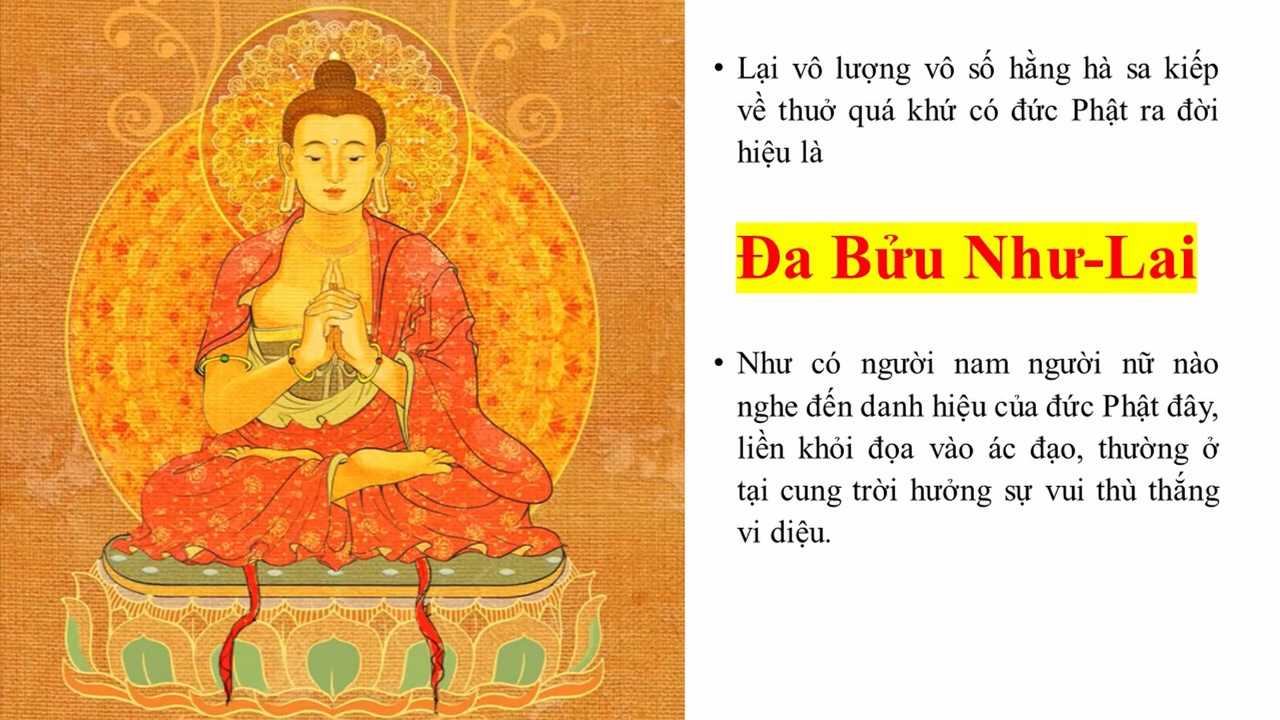 • Lại vô lượng vô số hằng hà sa kiếp
về thuở quá khứ có đức Phật ra đời
hiệu là
Đa Bửu Như-Lai
• Như có người nam người nữ nào
nghe đến danh hiệu của đức Phật đây,
liền khỏi đọa vào ác đạo, thường ở
tại cung trời hưởng sự vui thù thắng
vi diệu.